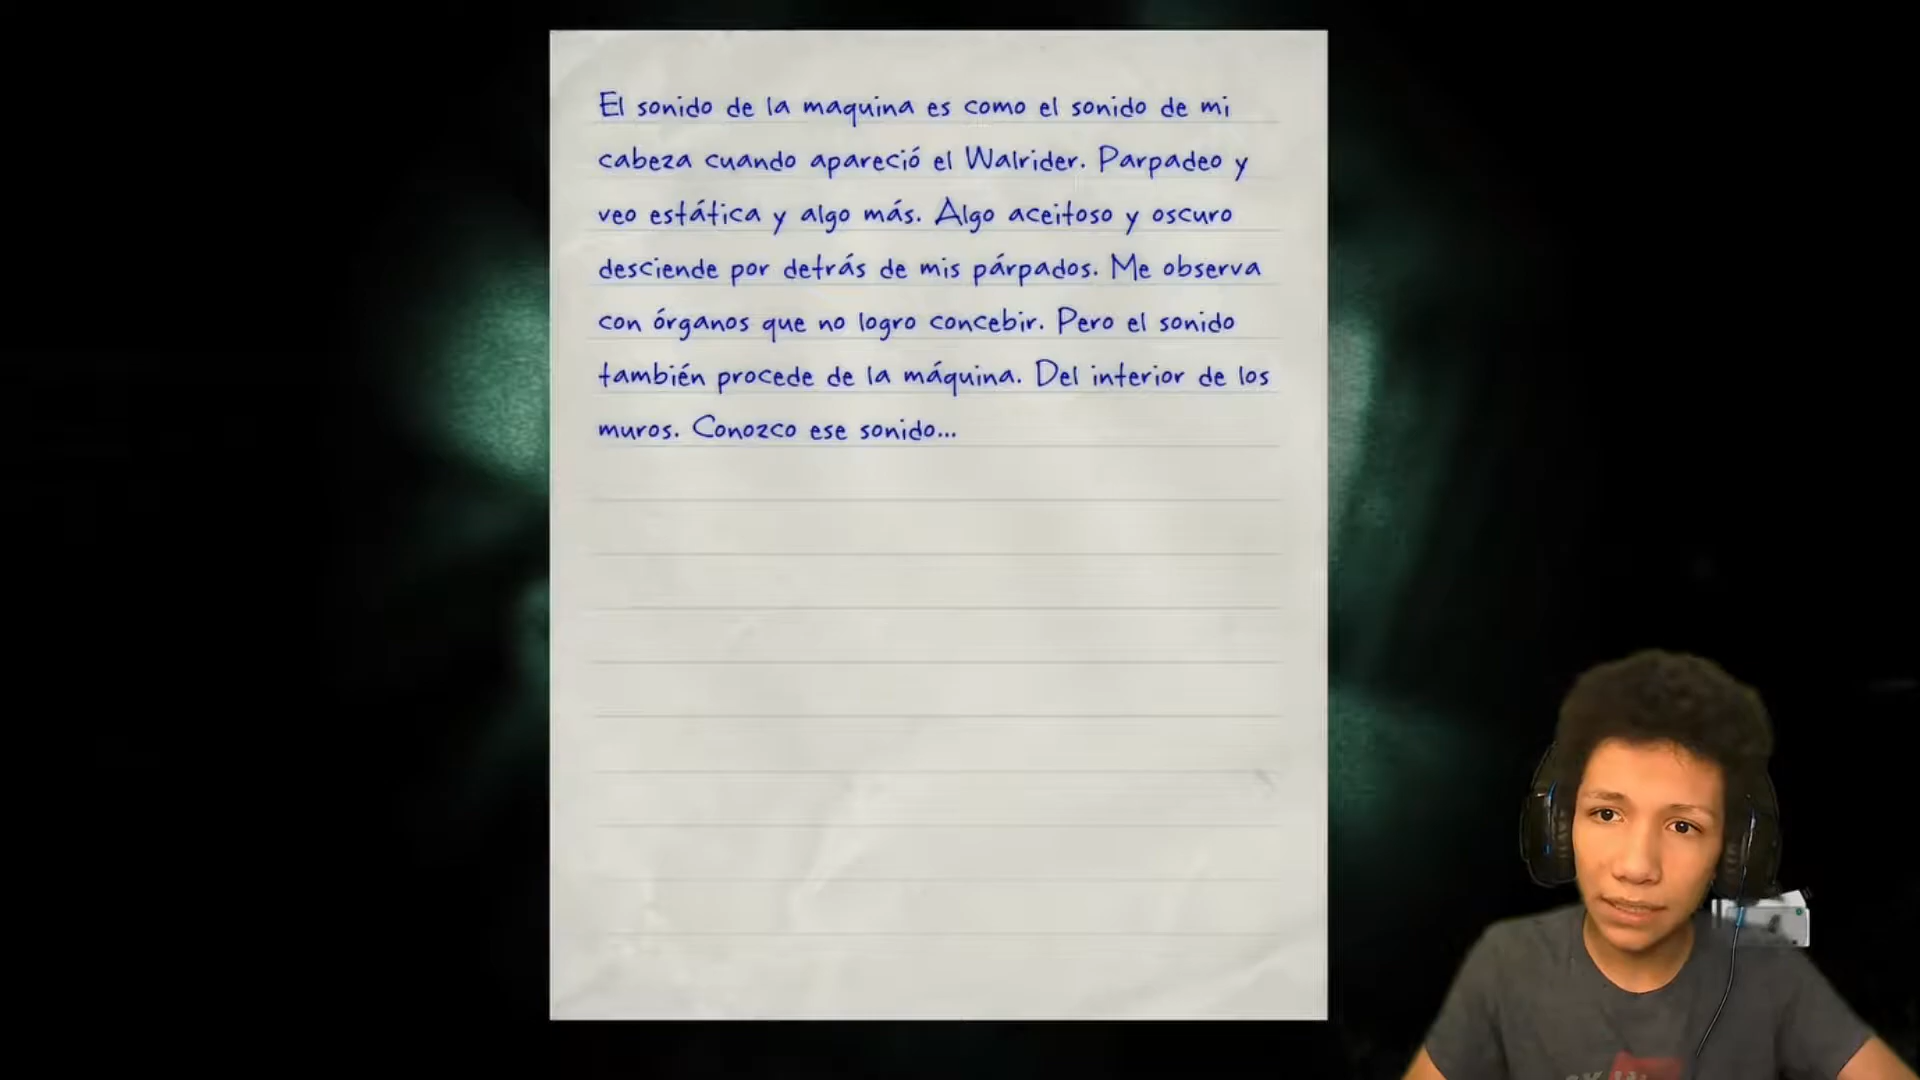 El sonido de la maquina es como el sonido de mi
cabeza cuando apareció el Walrider. Parpadeo y
veo estática y algo más. Algo aceitoso y oscuro
desciende por detrás de mis párpados. Me observa
con órganos que no logro concebir. Pero el sonido
también procede de la máquina. Del interior de los
muros. Conozco ese sonido...